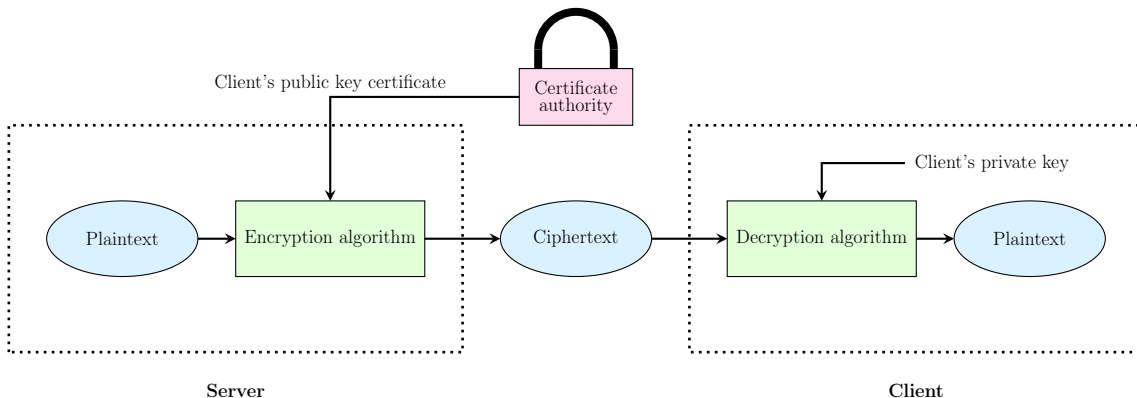 Client's public key certificate
Certificate
authority
Client's private key
Plaintext
Encryption algorithm
Ciphertext
Decryption algorithm
Plaintext
Server
Client